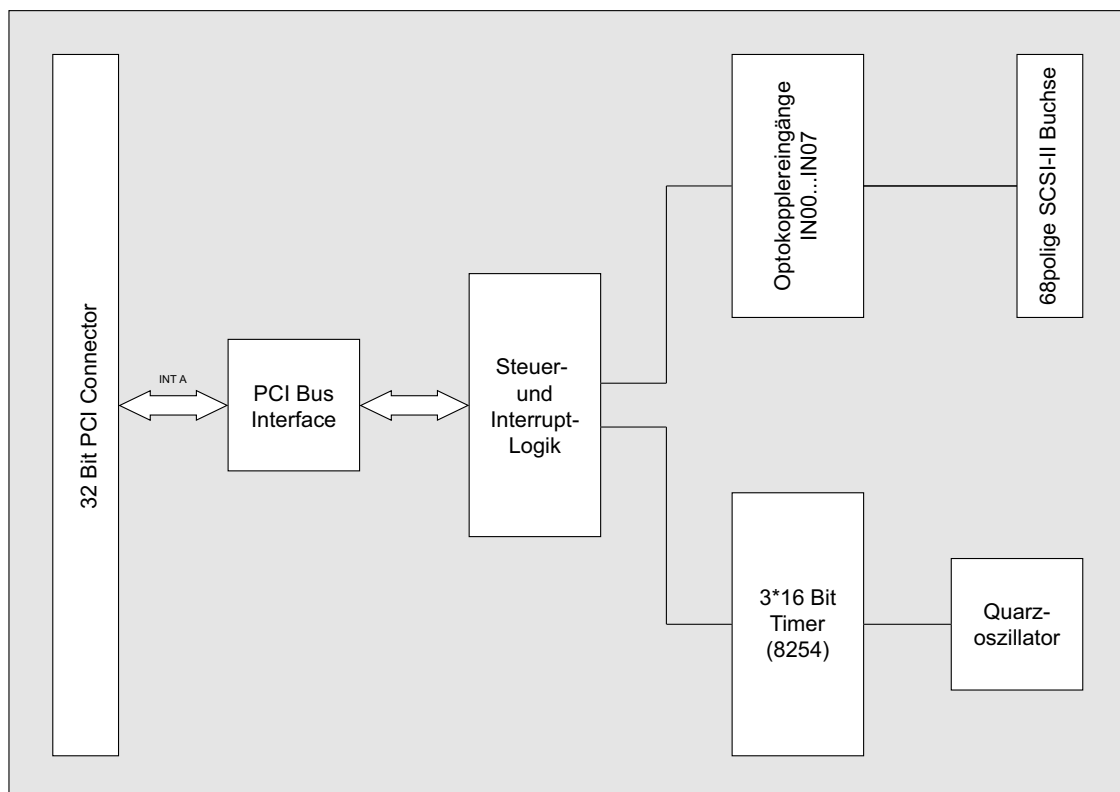 32 Bit PCI Connector
INT A
PCI Bus
Interface
Steuer-
und
Interrupt-
Logik
Optokopplereingänge
IN00...IN07
68polige SCSI-II Buchse
3*16 Bit
Timer
(8254)
Quarz-
oszillator